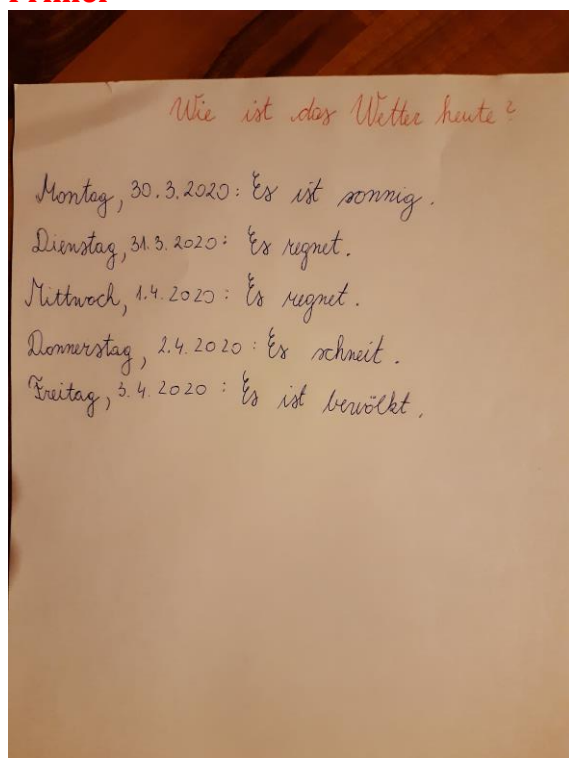 Wie ist das Wetter heute?
Montag, 30.3.2020: Es ist sonnig.
Dienstag, 31.3.2020: Es regnet.
Mittwoch, 1.4.2020: Es regnet.
Donnerstag, 2.4.2020: Es schneit.
Freitag, 3.4.2020: Es ist bewölkt.